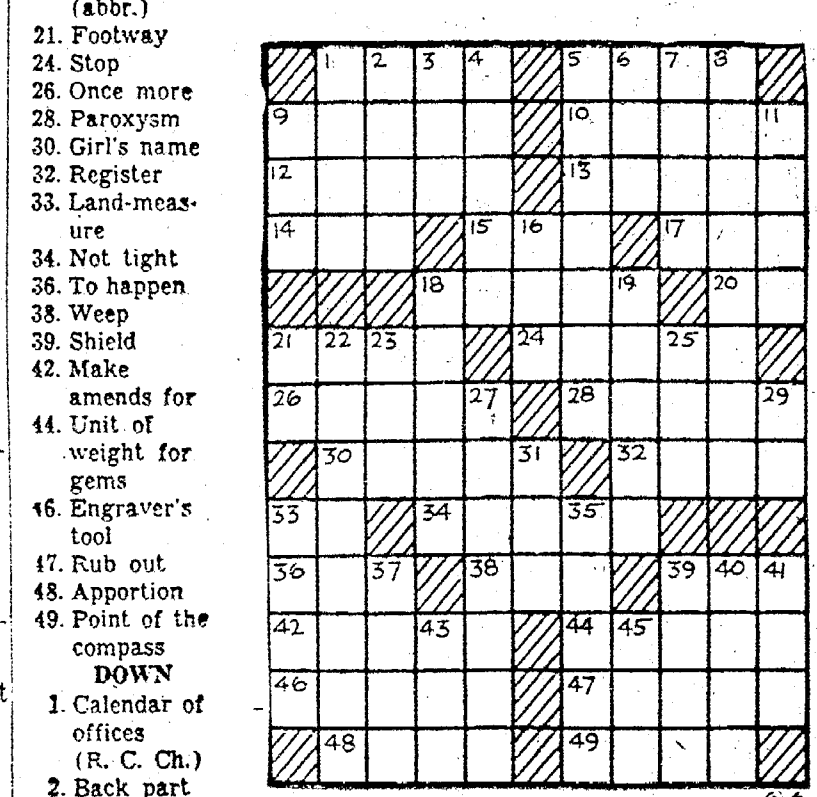 (abbr.)
21. Footway
24. Stop
26. Once more
28. Paroxysm
30. Girl's name
32. Register
33. Land-meas-
ure
34. Not tight
36. To happen
38. Weep
39. Shield
42. Make
amends for
44. Unit of
weight for
gems
46. Engraver's
tool
47. Rub out
48. Apportion
49. Point of the
compass
DOWN
1. Calendar of
offices
(R. C. Ch.)
2. Back part
1 2 3 4 5 6 7 8
9 10 11
12 13
14 15 16 17
18 19 20
21 22 23 24 25
26 27 28 29
30 31 32
33 34 35
36 37 38 39 40 41
42 43 44 45
46 47
48 49